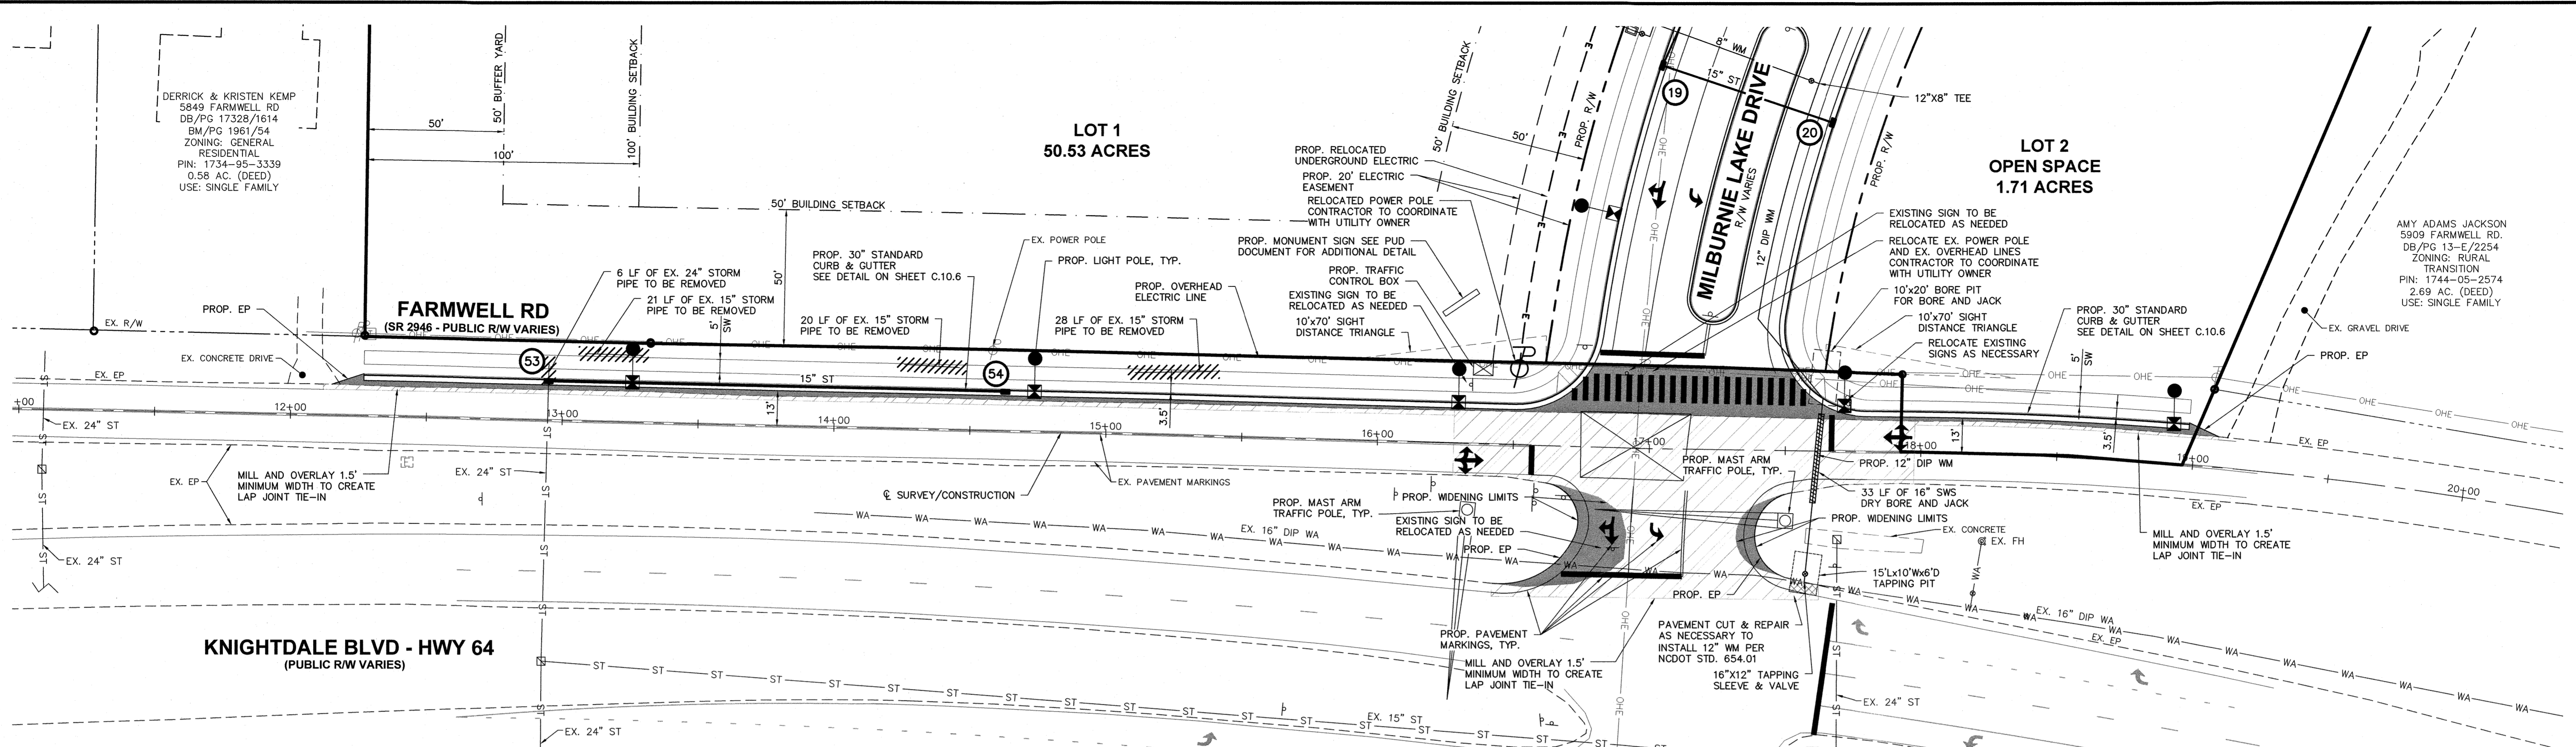 DERRICK & KRISTEN KEMP
5849 FARMWELL RD
DB/PG 17328/1614
BM/PG 1961/54
ZONING: GENERAL
RESIDENTIAL
PIN: 1734-95-3339
0.58 AC. (DEED)
USE: SINGLE FAMILY
50' BUFFER YARD
100' BUILDING SETBACK
50'
100'
50' BUILDING SETBACK
50'
LOT 1
50.53 ACRES
50' BUILDING SETBACK
50'
PROP. R/W
E
E
E
E
8" WM
15" ST
19
20
12"X8" TEE
MILBURNIE LAKE DRIVE
R/W VARIES
12" DIP WM
PROP. R/W
OHE
OHE
OHE
LOT 2
OPEN SPACE
1.71 ACRES
AMY ADAMS JACKSON
5909 FARMWELL RD.
DB/PG 13-E/2254
ZONING: RURAL
TRANSITION
PIN: 1744-05-2574
2.69 AC. (DEED)
USE: SINGLE FAMILY
PROP. RELOCATED
UNDERGROUND ELECTRIC
PROP. 20' ELECTRIC
EASEMENT
RELOCATED POWER POLE
CONTRACTOR TO COORDINATE
WITH UTILITY OWNER
PROP. MONUMENT SIGN SEE PUD
DOCUMENT FOR ADDITIONAL DETAIL
PROP. TRAFFIC
CONTROL BOX
EXISTING SIGN TO BE
RELOCATED AS NEEDED
10'x70' SIGHT
DISTANCE TRIANGLE
EXISTING SIGN TO BE
RELOCATED AS NEEDED
RELOCATE EX. POWER POLE
AND EX. OVERHEAD LINES
CONTRACTOR TO COORDINATE
WITH UTILITY OWNER
10'x20' BORE PIT
FOR BORE AND JACK
10'x70' SIGHT
DISTANCE TRIANGLE
RELOCATE EXISTING
SIGNS AS NECESSARY
PROP. 30" STANDARD
CURB & GUTTER
SEE DETAIL ON SHEET C.10.6
5'
SW
EX. GRAVEL DRIVE
PROP. EP
EX. POWER POLE
PROP. LIGHT POLE, TYP.
PROP. OVERHEAD
ELECTRIC LINE
PROP. 30" STANDARD
CURB & GUTTER
SEE DETAIL ON SHEET C.10.6
6 LF OF EX. 24" STORM
PIPE TO BE REMOVED
21 LF OF EX. 15" STORM
PIPE TO BE REMOVED
20 LF OF EX. 15" STORM
PIPE TO BE REMOVED
28 LF OF EX. 15" STORM
PIPE TO BE REMOVED
FARMWELL RD
(SR 2946 - PUBLIC R/W VARIES)
PROP. EP
EX. R/W
EX. CONCRETE DRIVE
EX. EP
53
54
5'
SW
15" ST
13'
3.5'
13'
3.5'
+00
12+00
13+00
14+00
15+00
16+00
17+00
18+00
19+00
20+00
EX. 24" ST
EX. 24" ST
EX. EP
MILL AND OVERLAY 1.5'
MINIMUM WIDTH TO CREATE
LAP JOINT TIE-IN
EX. 24" ST
EX. 24" ST
℄ SURVEY/CONSTRUCTION
EX. PAVEMENT MARKINGS
EX. 16" DIP WA
PROP. MAST ARM
TRAFFIC POLE, TYP.
PROP. WIDENING LIMITS
EXISTING SIGN TO BE
RELOCATED AS NEEDED
PROP. EP
PROP. MAST ARM
TRAFFIC POLE, TYP.
PROP. 12" DIP WM
33 LF OF 16" SWS
DRY BORE AND JACK
PROP. WIDENING LIMITS
EX. CONCRETE
EX. FH
15'Lx10'Wx6'D
TAPPING PIT
EX. EP
EX. EP
MILL AND OVERLAY 1.5'
MINIMUM WIDTH TO CREATE
LAP JOINT TIE-IN
PROP. EP
PROP. PAVEMENT
MARKINGS, TYP.
MILL AND OVERLAY 1.5'
MINIMUM WIDTH TO CREATE
LAP JOINT TIE-IN
PAVEMENT CUT & REPAIR
AS NECESSARY TO
INSTALL 12" WM PER
NCDOT STD. 654.01
16"X12" TAPPING
SLEEVE & VALVE
EX. 16" DIP WA
EX. EP
EX. 24" ST
EX. 15" ST
KNIGHTDALE BLVD - HWY 64
(PUBLIC R/W VARIES)